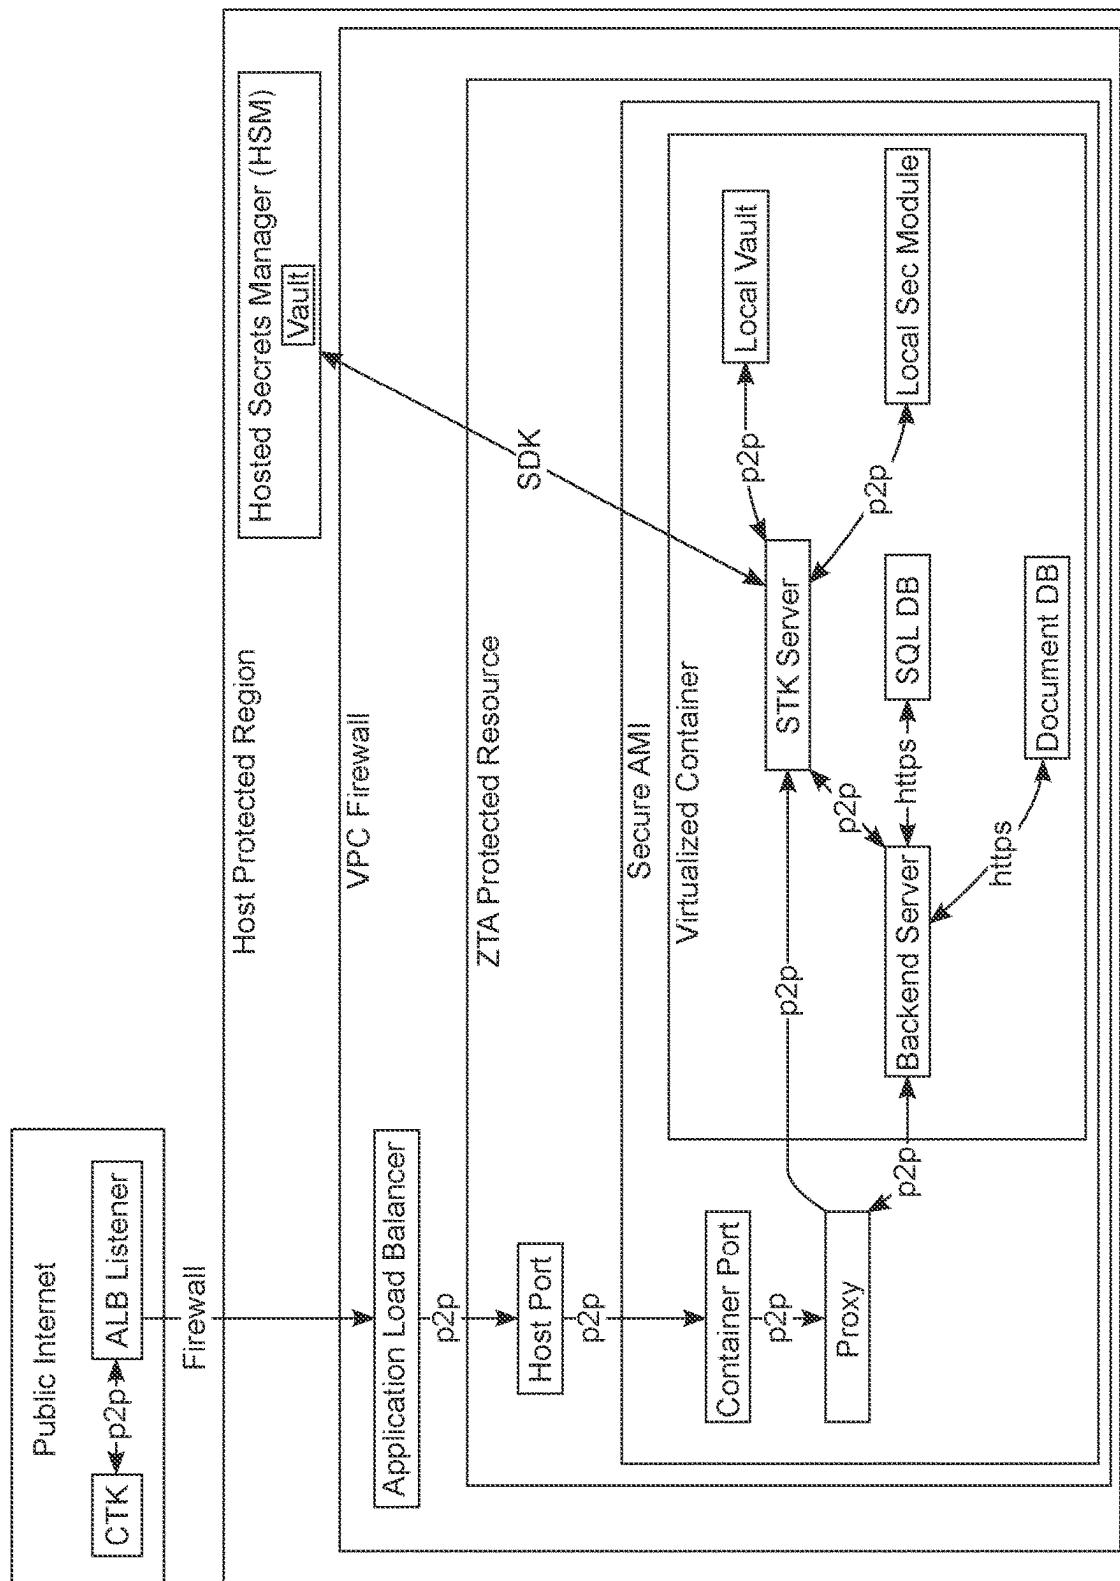 Public Internet
CTK
p2p
ALB Listener
Firewall
Host Protected Region
Hosted Secrets Manager (HSM)
Vault
VPC Firewall
Application Load Balancer
p2p
SDK
ZTA Protected Resource
Host Port
p2p
Secure AMI
Virtualized Container
Container Port
p2p
Proxy
p2p
p2p
STK Server
p2p
Local Vault
p2p
Local Sec Module
p2p
Backend Server
https
SQL DB
https
Document DB